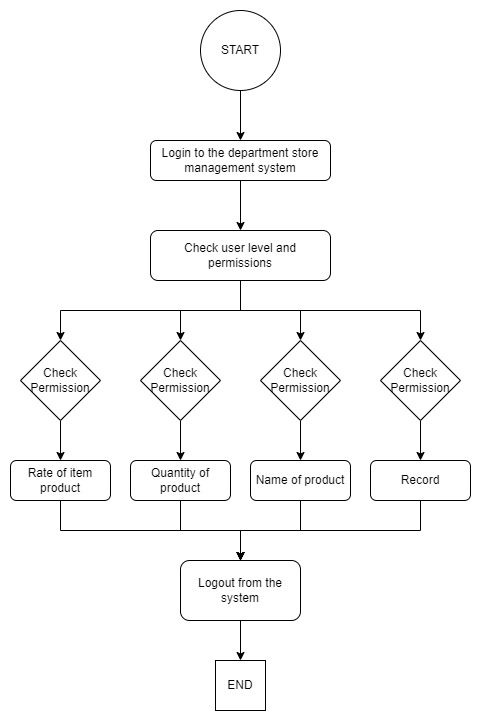 START
Login to the department store
management system
Check user level and
permissions
Check
Permission
Check
Permission
Check
Permission
Check
Permission
Rate of item
product
Quantity of
product
Name of product
Record
Logout from the
system
END